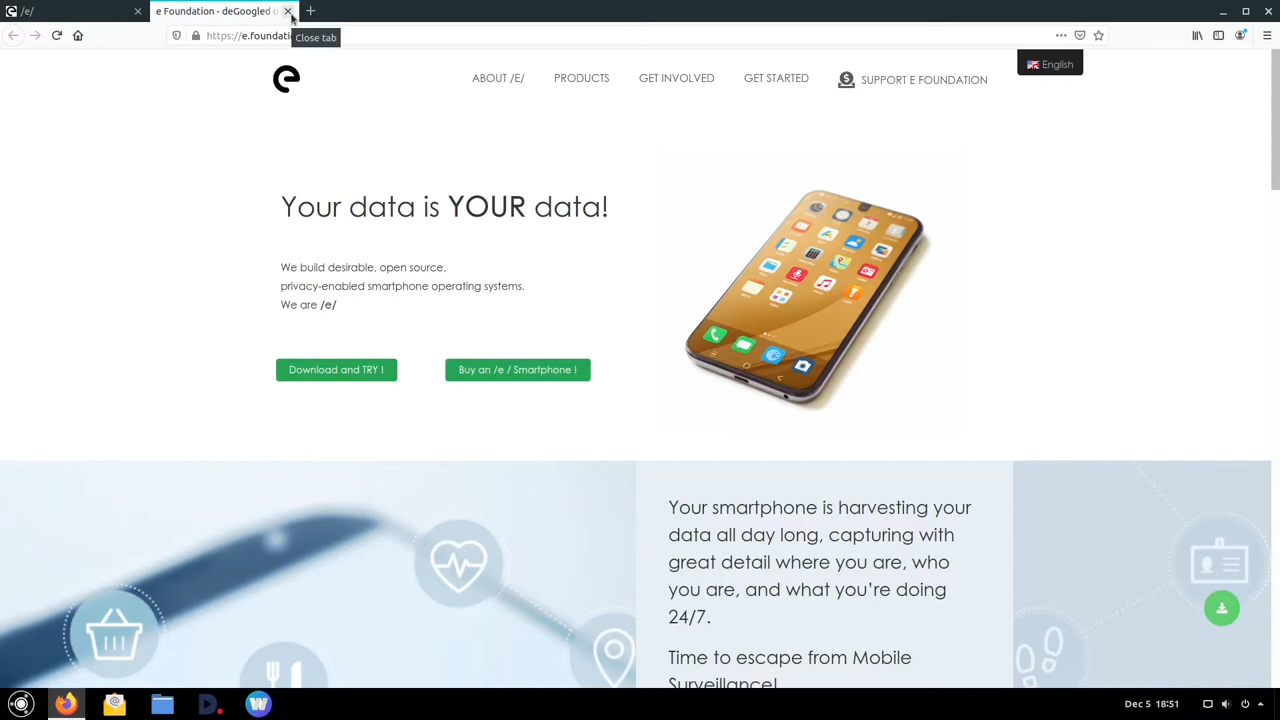 /e/
e Foundation - deGoogled u
https://e.foundati
Close tab
English
ABOUT /E/
PRODUCTS
GET INVOLVED
GET STARTED
SUPPORT E FOUNDATION
Your data is YOUR data!
We build desirable, open source,
privacy-enabled smartphone operating systems.
We are /e/
Download and TRY !
Buy an /e / Smartphone !
Your smartphone is harvesting your
data all day long, capturing with
great detail where you are, who
you are, and what you’re doing
24/7.
Time to escape from Mobile
Surveillance!
Dec 5 18:51